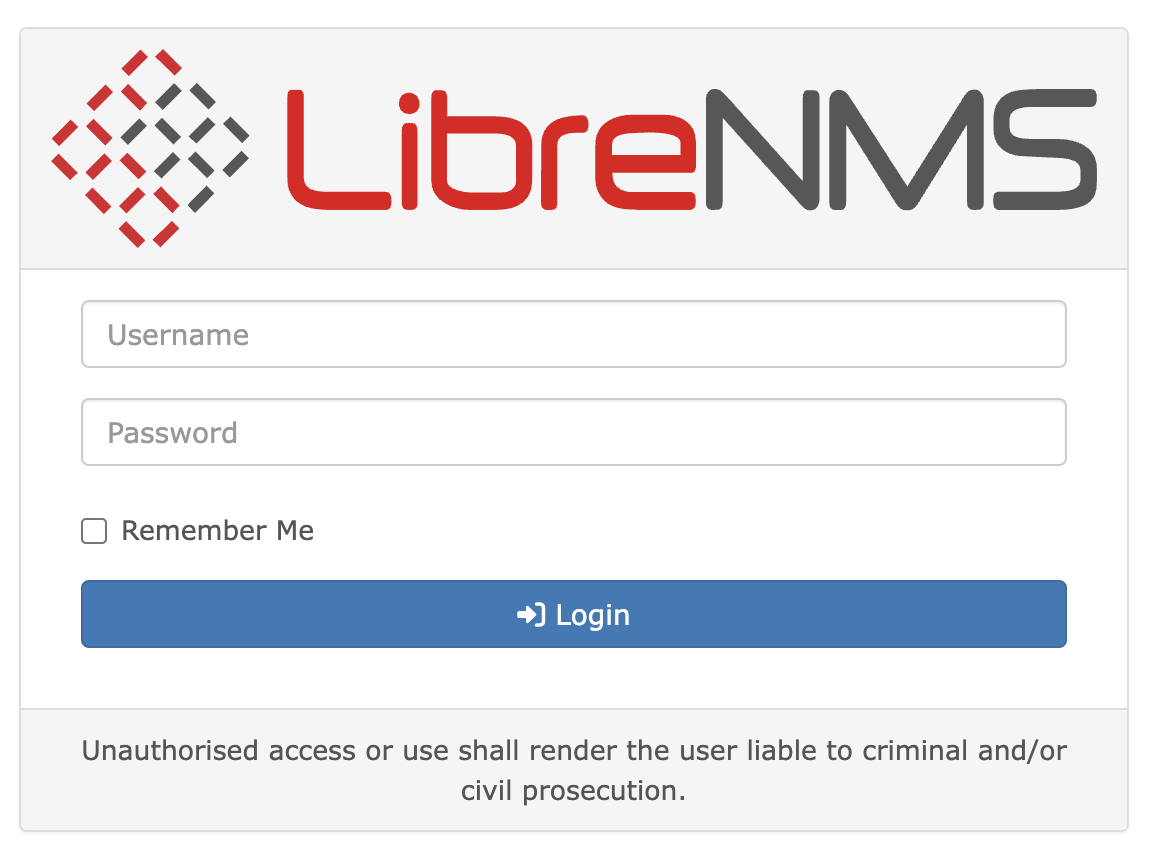 LibreNMS
Username
Password
Remember Me
Login
Unauthorised access or use shall render the user liable to criminal and/or
civil prosecution.